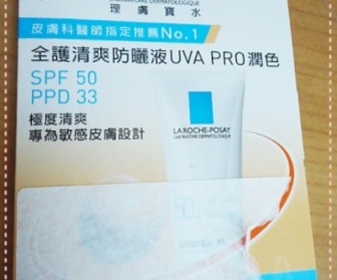 LABORATOIRE DERMATOLOGIQUE
理膚寶水
皮膚科醫師指定推薦No.1
全護清爽防曬液UVA PRO潤色
SPF 50
PPD 33
極度清爽
專為敏感皮膚設計
LA ROCHE-POSAY
LABORATOIRE DERMATOLOGIQUE